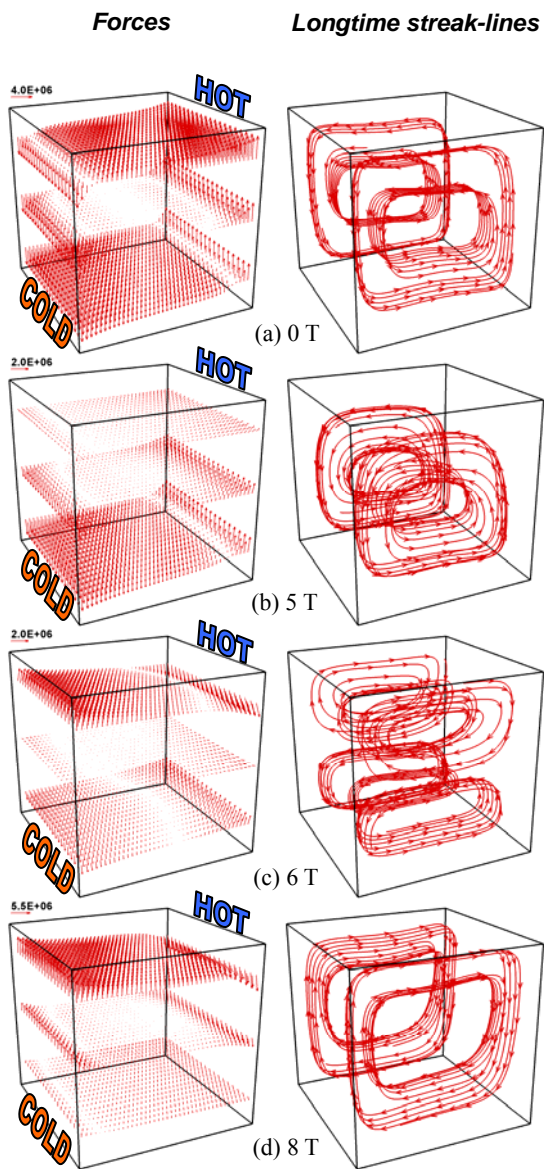 Forces Longtime streak-lines
4.0E+06
HOT
COLD
(a) 0 T
2.0E+06
HOT
COLD
(b) 5 T
2.0E+06
HOT
COLD
(c) 6 T
5.5E+06
HOT
COLD
(d) 8 T